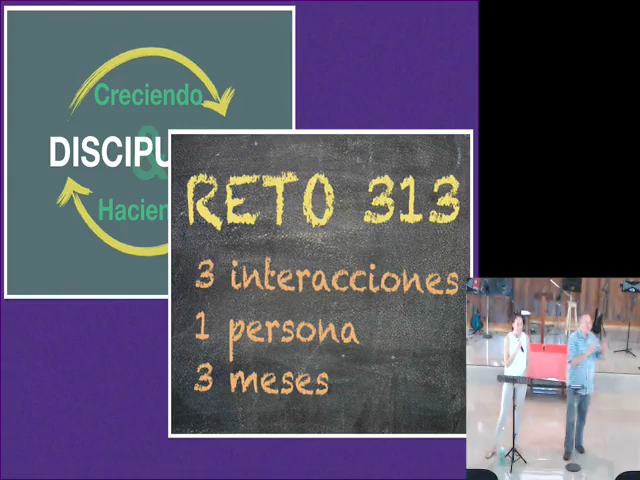 Creciendo
DISCIPU
&
Hacien
RETO 313
3 interacciones
1 persona
3 meses